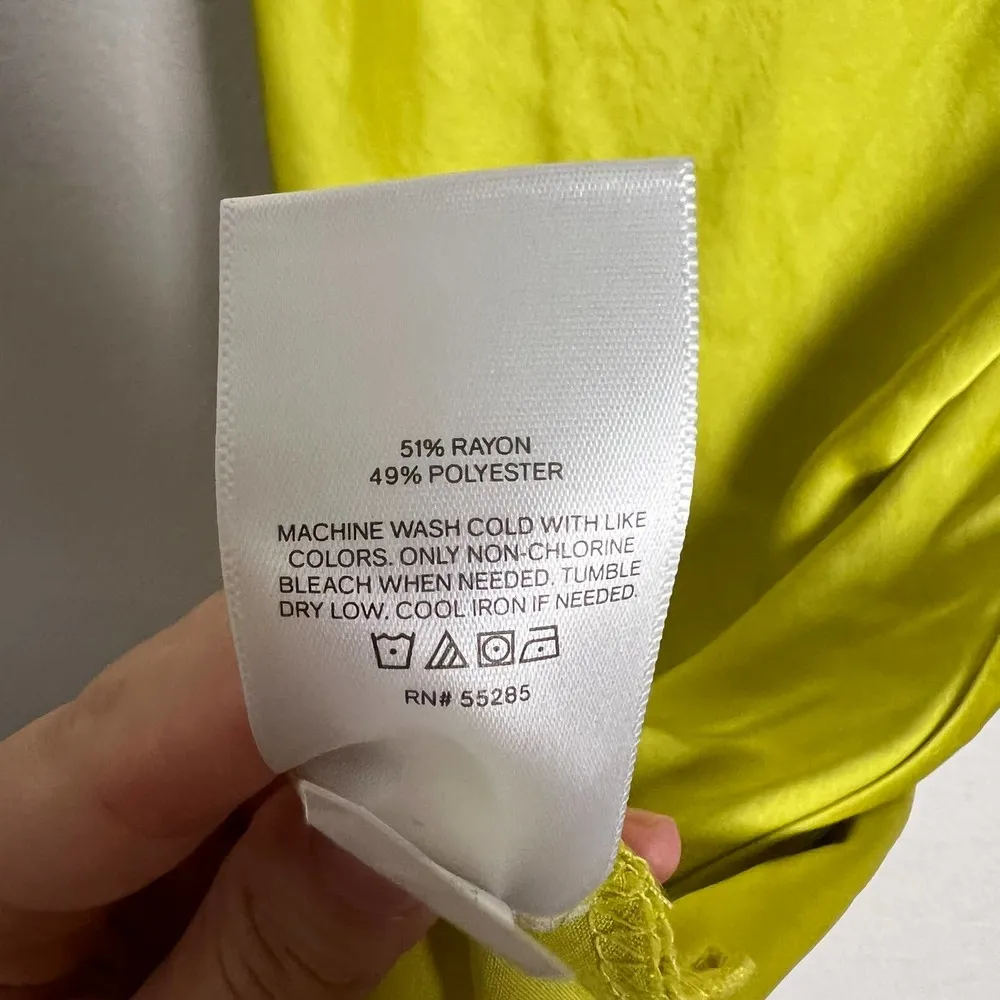 51% RAYON
49% POLYESTER
MACHINE WASH COLD WITH LIKE
COLORS. ONLY NON-CHLORINE
BLEACH WHEN NEEDED. TUMBLE
DRY LOW. COOL IRON IF NEEDED.
RN# 55285